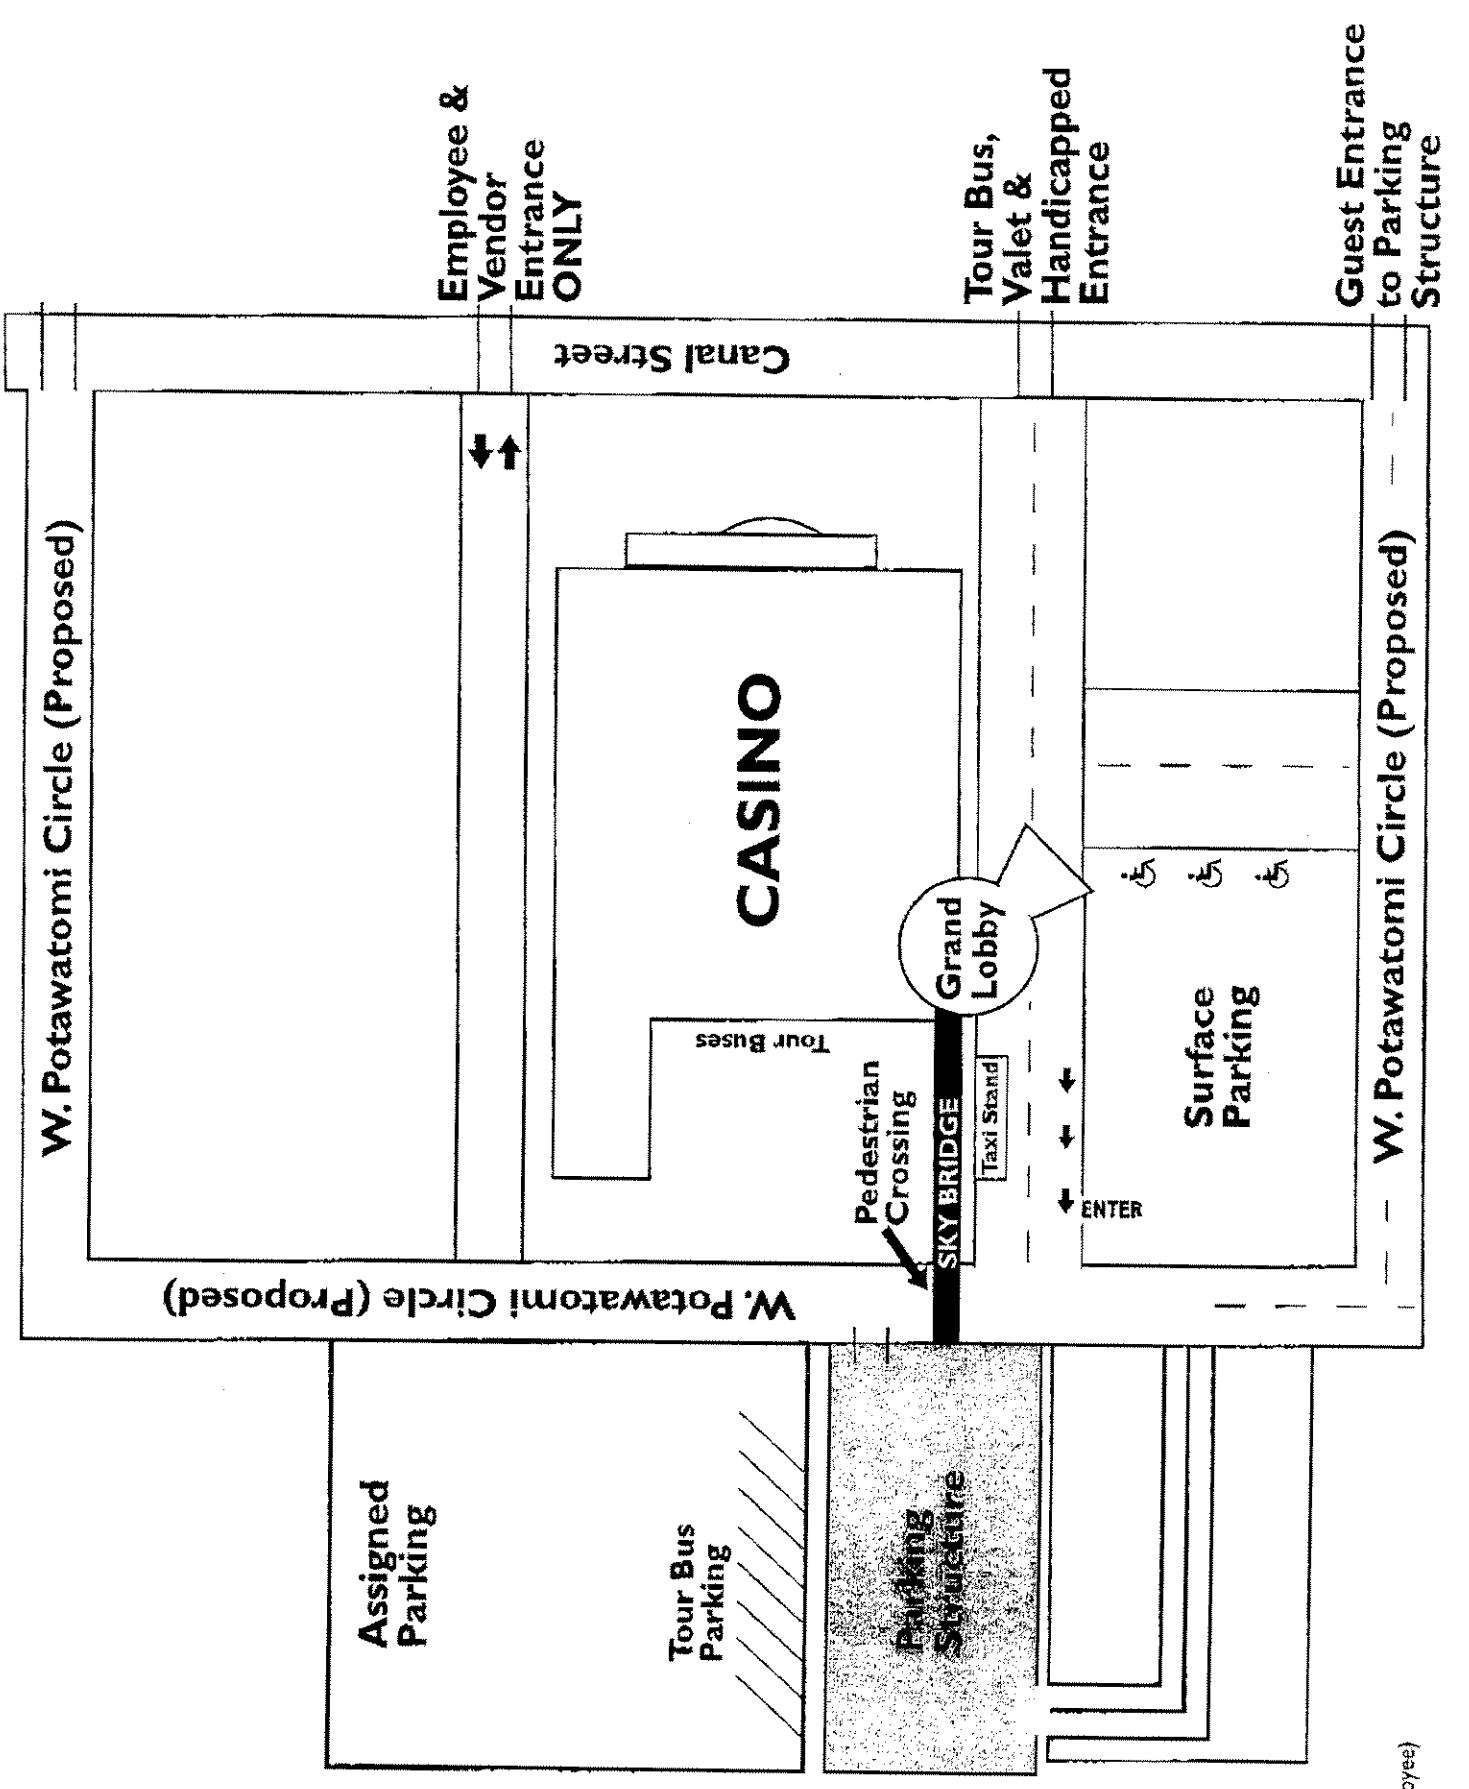 W. Potawatomi Circle (Proposed)
Employee &
Vendor
Entrance
ONLY
Canal Street
Tour Bus,
Valet &
Handicapped
Entrance
Guest Entrance
to Parking
Structure
CASINO
Tour Buses
Grand
Lobby
Pedestrian
Crossing
SKY BRIDGE
Taxi Stand
ENTER
Surface
Parking
W. Potawatomi Circle (Proposed)
W. Potawatomi Circle (Proposed)
Assigned
Parking
Tour Bus
Parking
Parking
Structure